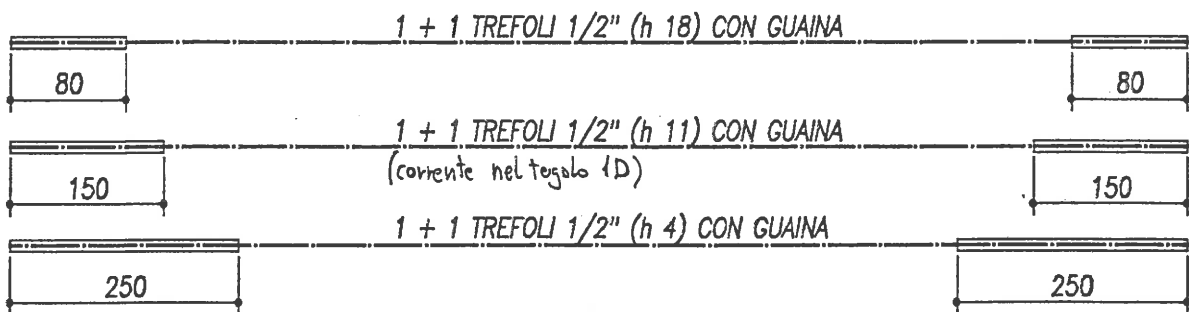 1 + 1 TREFOLI 1/2" (h 18) CON GUAINA
80 80
1 + 1 TREFOLI 1/2" (h 11) CON GUAINA
(corrente nel tegolo 1D)
150 150
1 + 1 TREFOLI 1/2" (h 4) CON GUAINA
250 250